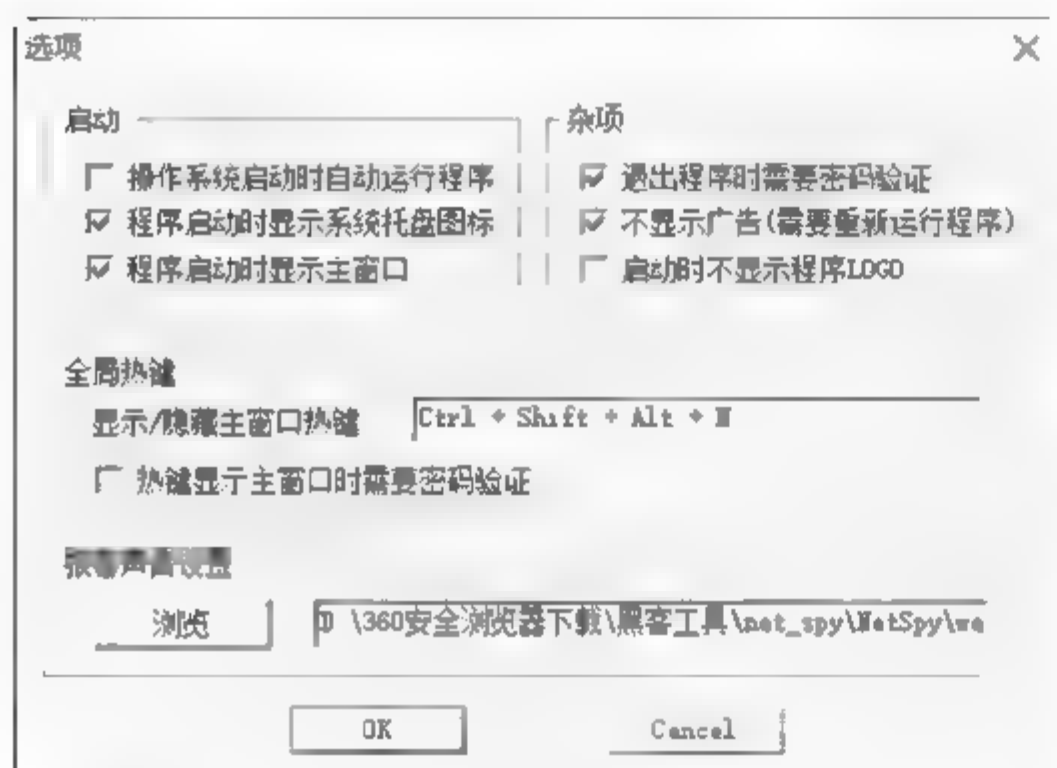 选项
启动
操作系统启动时自动运行程序
程序启动时显示系统托盘图标
程序启动时显示主窗口
杂项
退出程序时需要密码验证
不显示广告(需要重新运行程序)
启动时不显示程序LOGO
全局热键
显示/隐藏主窗口热键
Ctrl + Shift + Alt +
热键显示主窗口时需要密码验证
浏览
\360安全浏览器下载\黑客工具\net_spy\NetSpy\wa
OK
Cancel